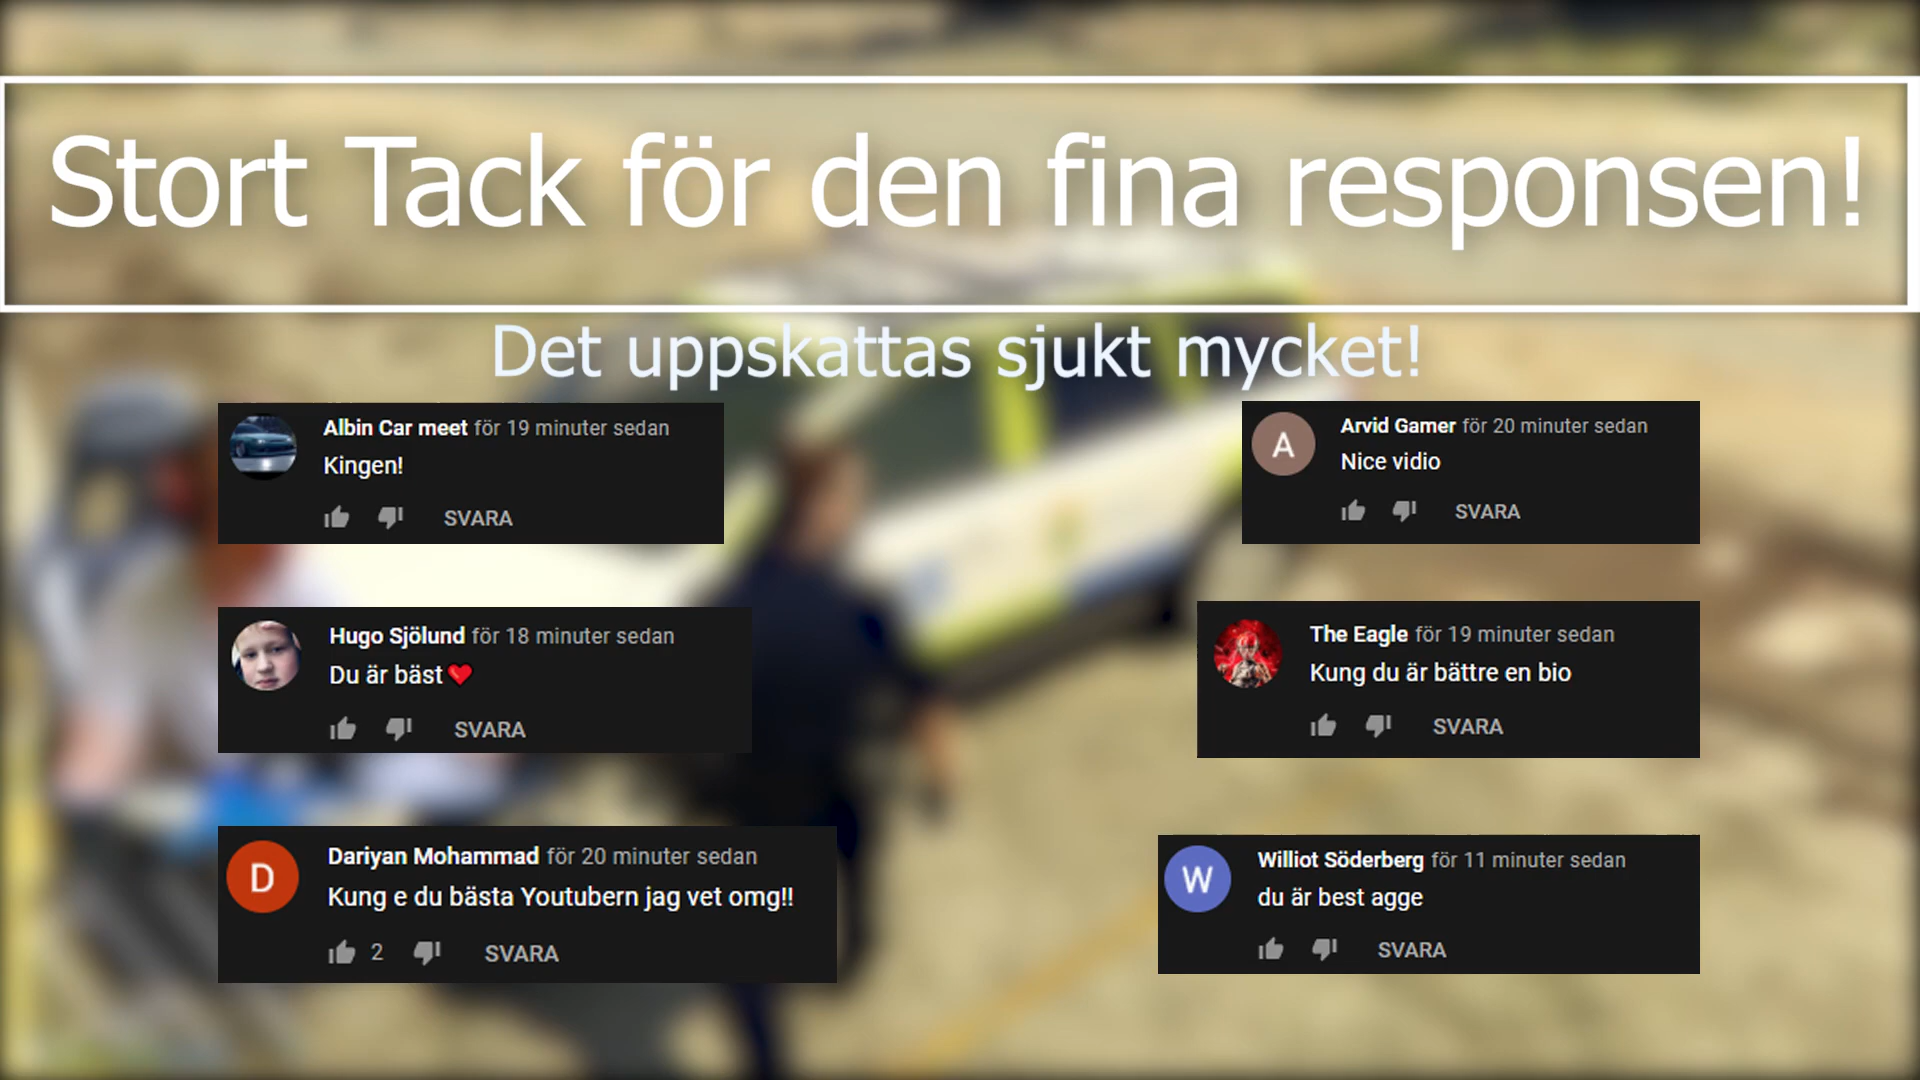 Stort Tack för den fina responsen!
Det uppskattas sjukt mycket!
Albin Car meet för 19 minuter sedan
Kingen!
SVARA
Arvid Gamer för 20 minuter sedan
Nice vidio
SVARA
Hugo Sjölund för 18 minuter sedan
Du är bäst❤
SVARA
The Eagle för 19 minuter sedan
Kung du är bättre en bio
SVARA
D
Dariyan Mohammad för 20 minuter sedan
Kung e du bästa Youtubern jag vet omg!!
2 SVARA
W
Williot Söderberg för 11 minuter sedan
du är best agge
SVARA
A